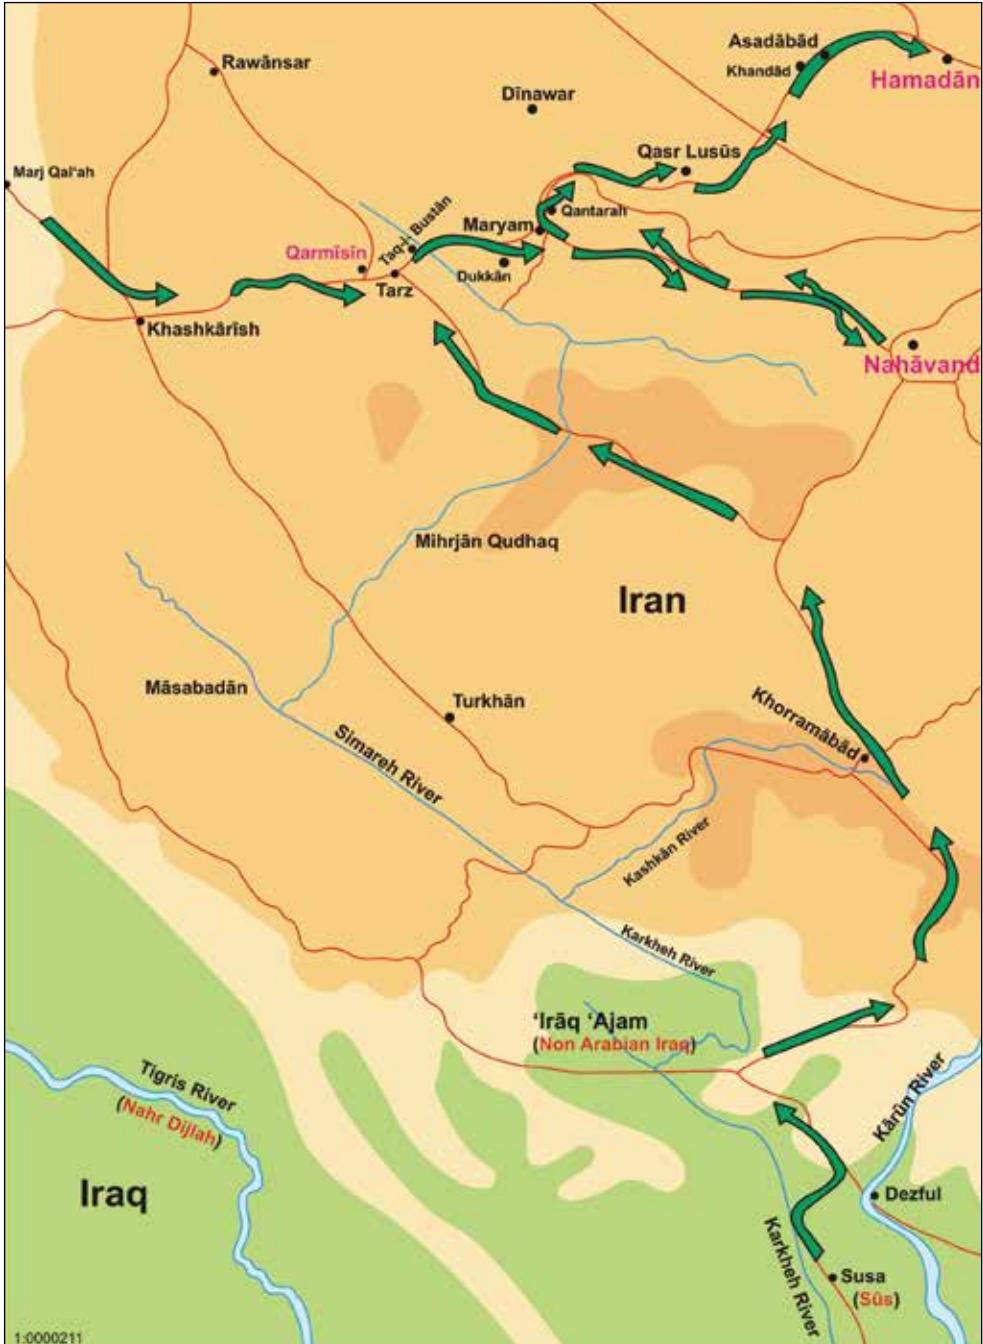 Asadābād
Rawānsar
Khandād
Hamadān
Dīnawar
Qasr Lusūs
Marj Qal'ah
Taq-i Bustān
Qantarah
Maryam
Qarmīsīn
Dukkān
Tarz
Khashkārīsh
Nahāvand
Mihrjān Qudhaq
Iran
Māsabadān
Turkhān
Khorramābād
Simareh River
Kashkān River
Karkheh River
'Irāq 'Ajam
(Non Arabian Iraq)
Tigris River
(Nahr Dijlah)
Kārūn River
Iraq
Dezful
Karkheh River
Susa
(Sūs)
1:0000211